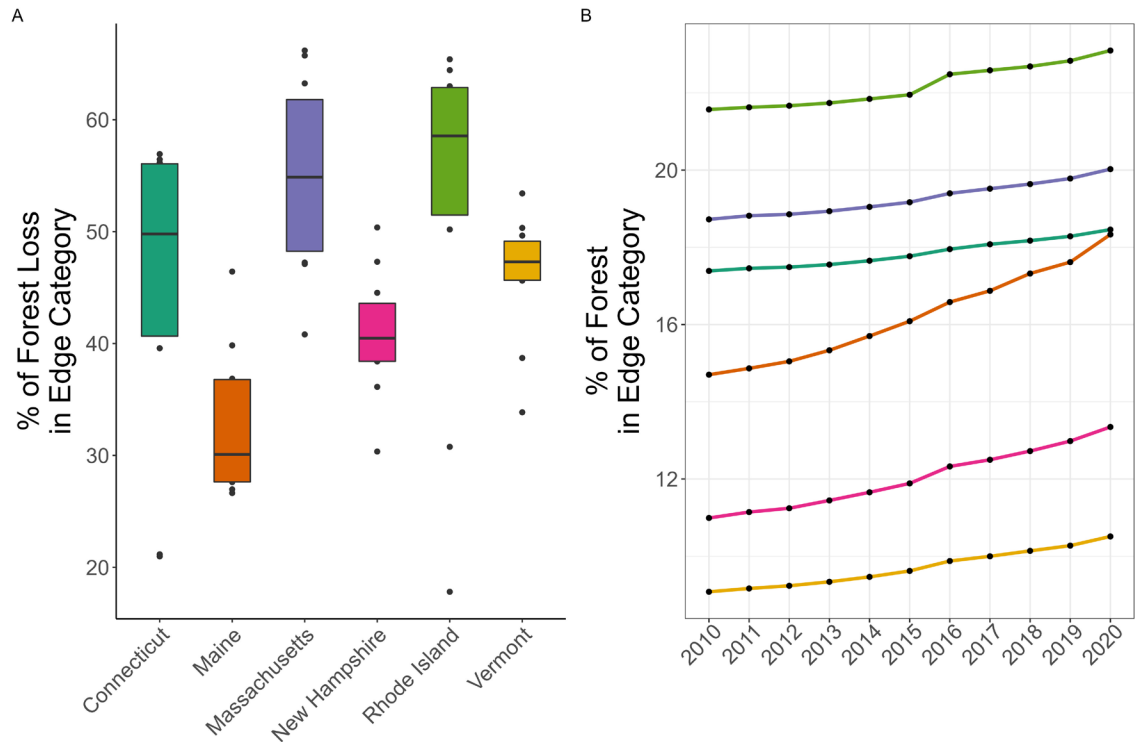 A
% of Forest Loss
in Edge Category
60
50
40
30
20
Connecticut
Maine
Massachusetts
New Hampshire
Rhode Island
Vermont
B
% of Forest
in Edge Category
20
16
12
2010
2011
2012
2013
2014
2015
2016
2017
2018
2019
2020